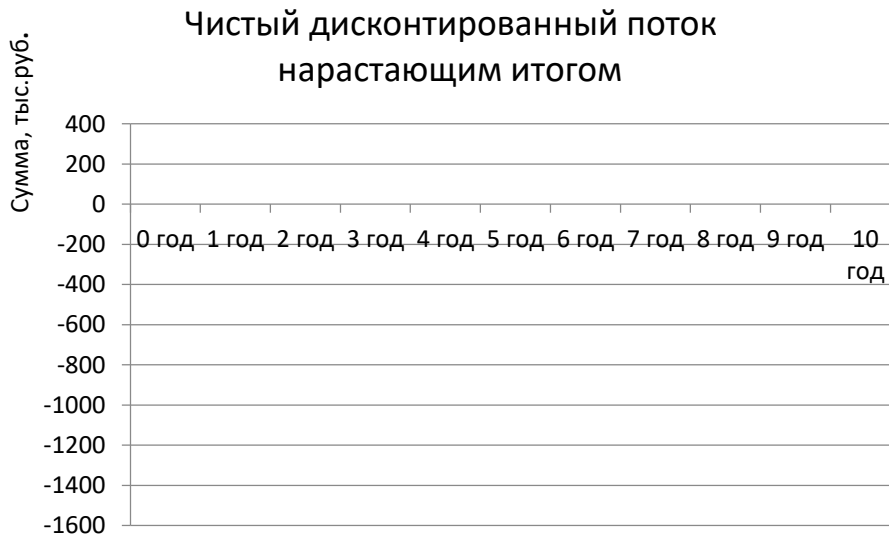 Чистый дисконтированный поток
нарастающим итогом
Сумма, тыс.руб.
400
200
0
-200
-400
-600
-800
-1000
-1200
-1400
-1600
0 год 1 год 2 год 3 год 4 год 5 год 6 год 7 год 8 год 9 год 10
год